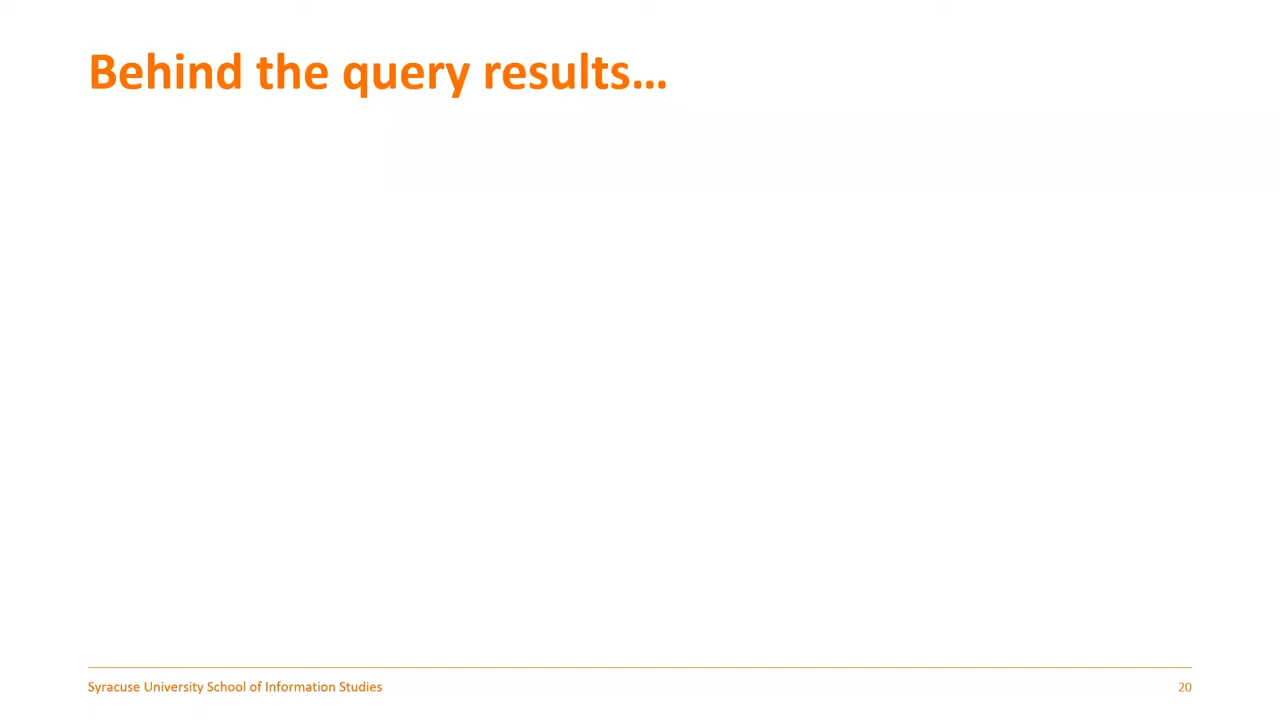 Behind the query results…
Syracuse University School of Information Studies
20